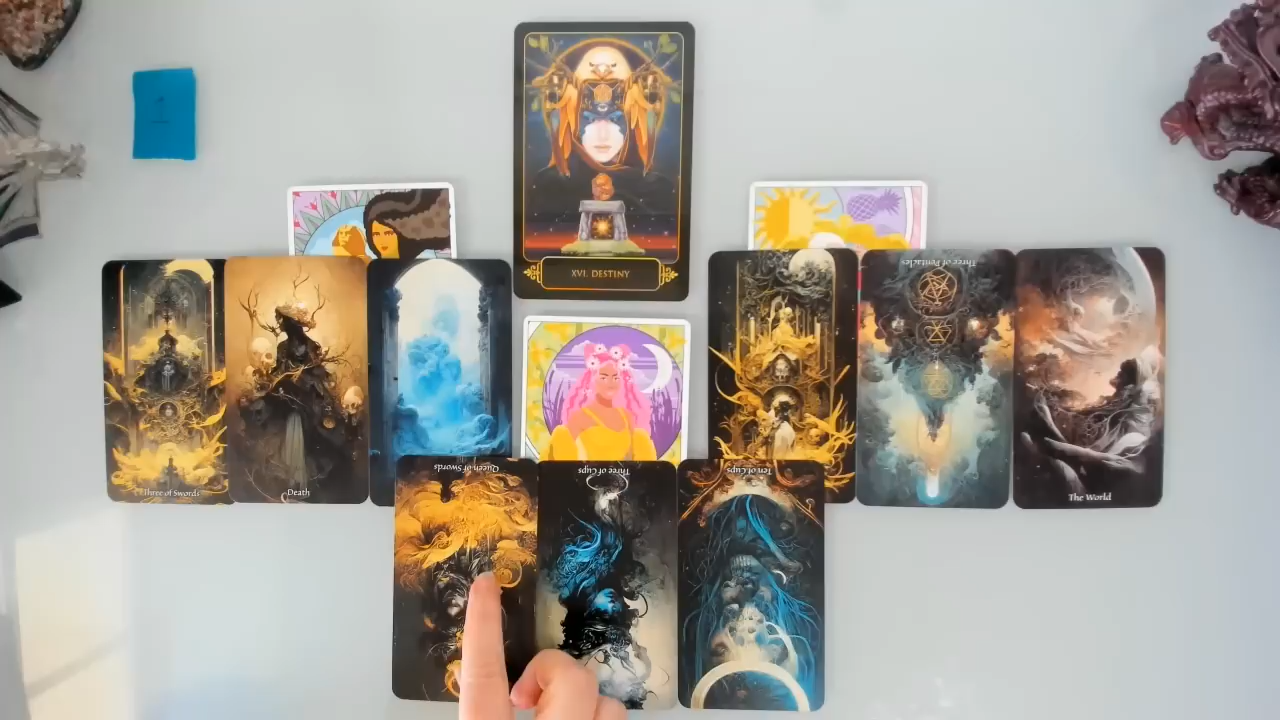 1
XVI. DESTINY
Three of Swords
Death
Three of Pentacles
The World
Queen of Swords
Three of Cups
Ten of Cups